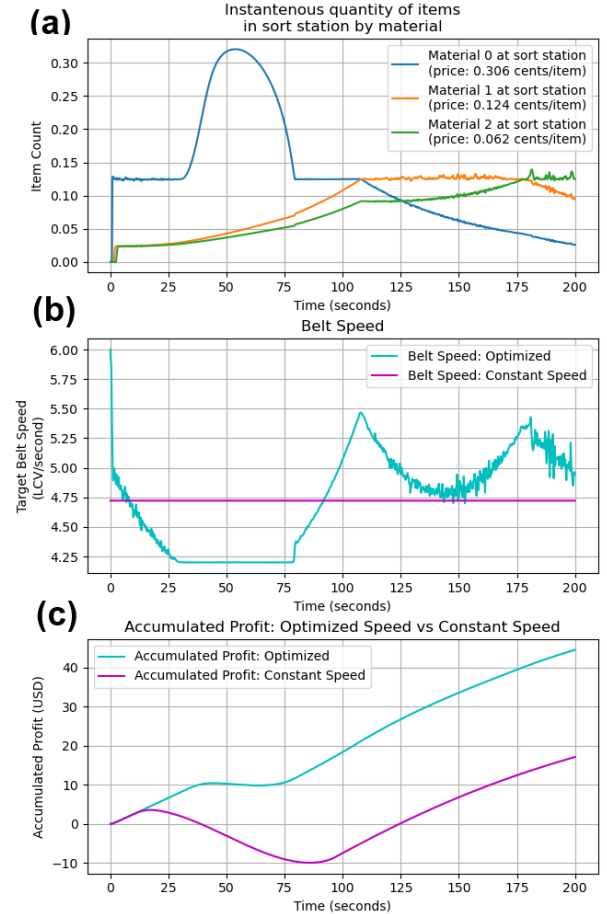 (a)
Instantenous quantity of items
in sort station by material
Item Count
0.30
0.25
0.20
0.15
0.10
0.05
0.00
Material 0 at sort station
(price: 0.306 cents/item)
Material 1 at sort station
(price: 0.124 cents/item)
Material 2 at sort station
(price: 0.062 cents/item)
0
25
50
75
100
125
150
175
200
Time (seconds)
(b)
Belt Speed
Target Belt Speed
(LCV/second)
6.00
5.75
5.50
5.25
5.00
4.75
4.50
4.25
Belt Speed: Optimized
Belt Speed: Constant Speed
0
25
50
75
100
125
150
175
200
Time (seconds)
(c)
Accumulated Profit: Optimized Speed vs Constant Speed
Accumulated Profit (USD)
40
30
20
10
0
−10
Accumulated Profit: Optimized
Accumulated Profit: Constant Speed
0
25
50
75
100
125
150
175
200
Time (seconds)